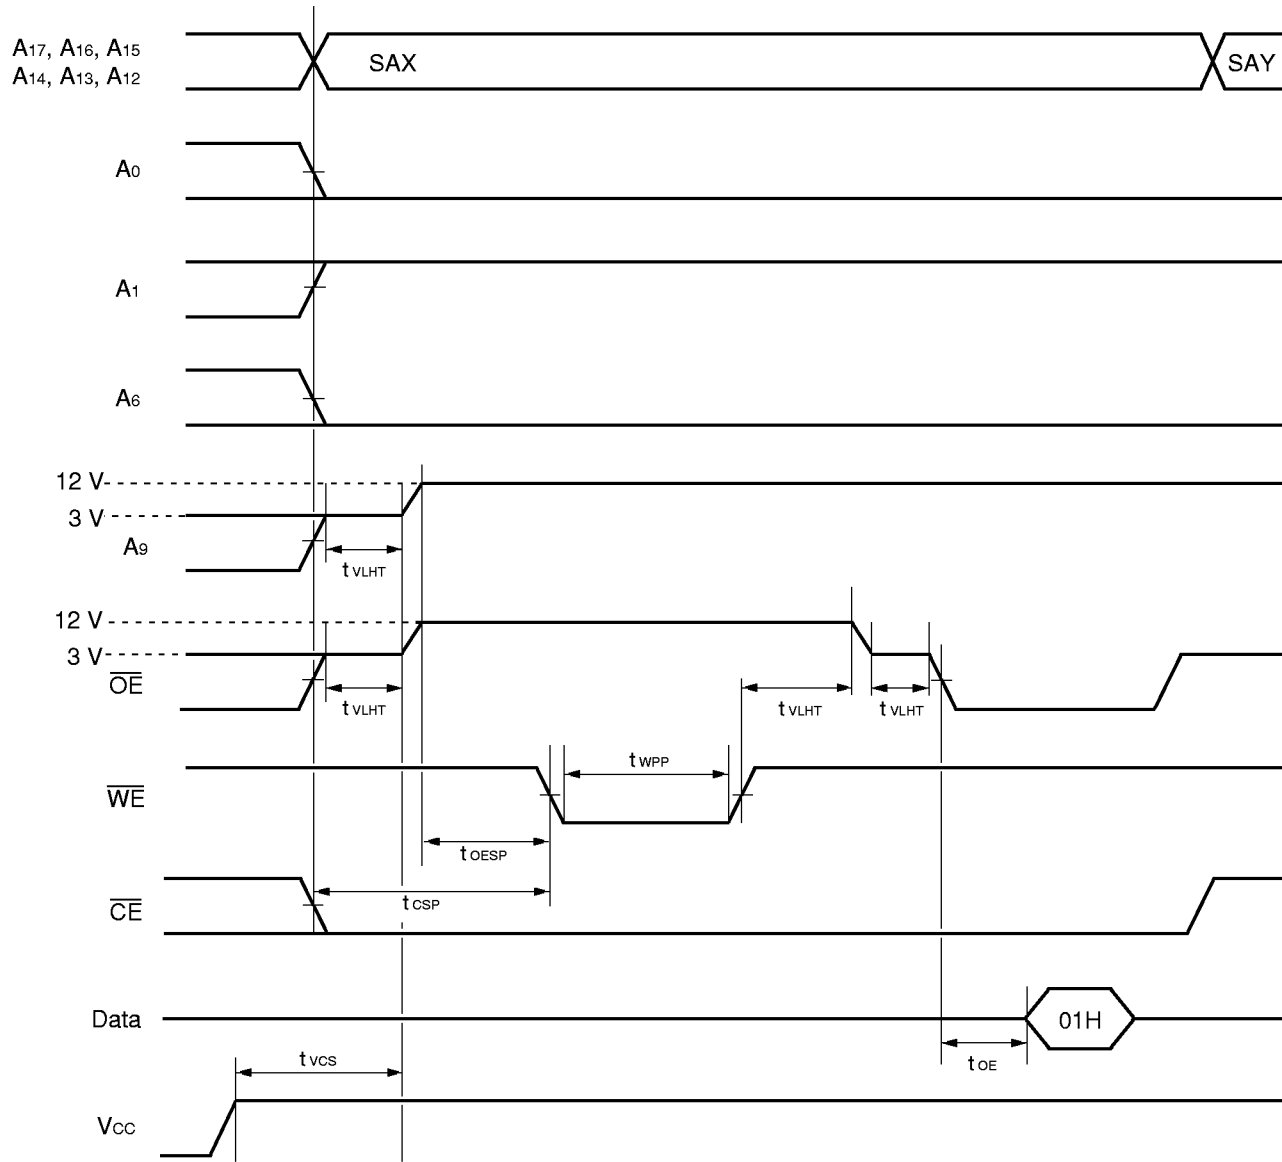 A17, A16, A15
A14, A13, A12
SAX
SAY
A0
A1
A6
12 V
3 V
A9
tVLHT
12 V
3 V
OE
tVLHT
tVLHT
tVLHT
tWPP
WE
tOESP
tCSP
CE
Data
01H
tOE
tVCS
VCC